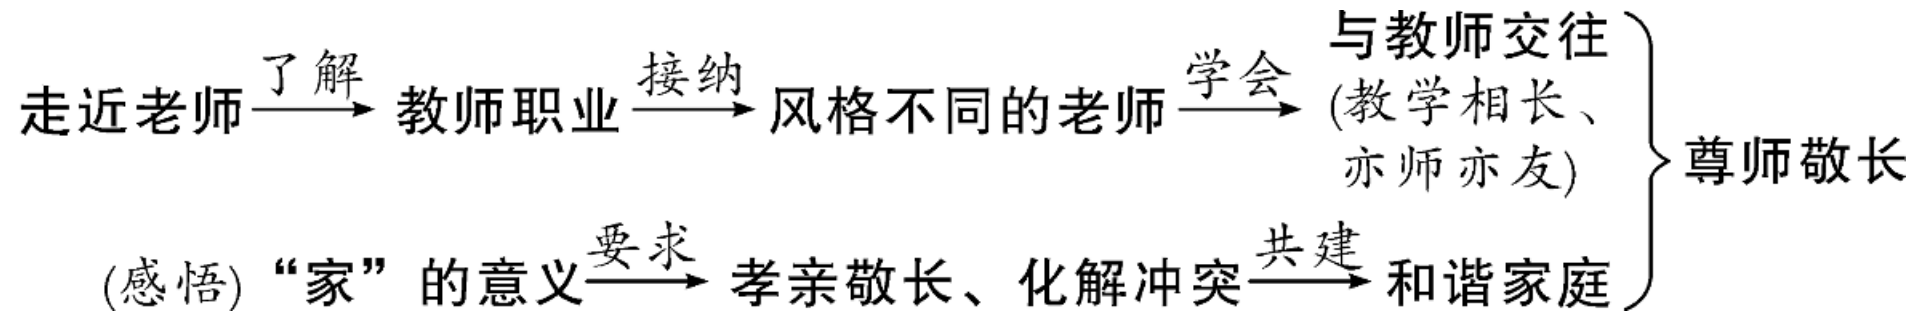 走近老师 了解 教师职业 接纳 风格不同的老师 学会 与教师交往
(教学相长、
亦师亦友)
(感悟)“家”的意义 要求 孝亲敬长、化解冲突 共建 和谐家庭
尊师敬长